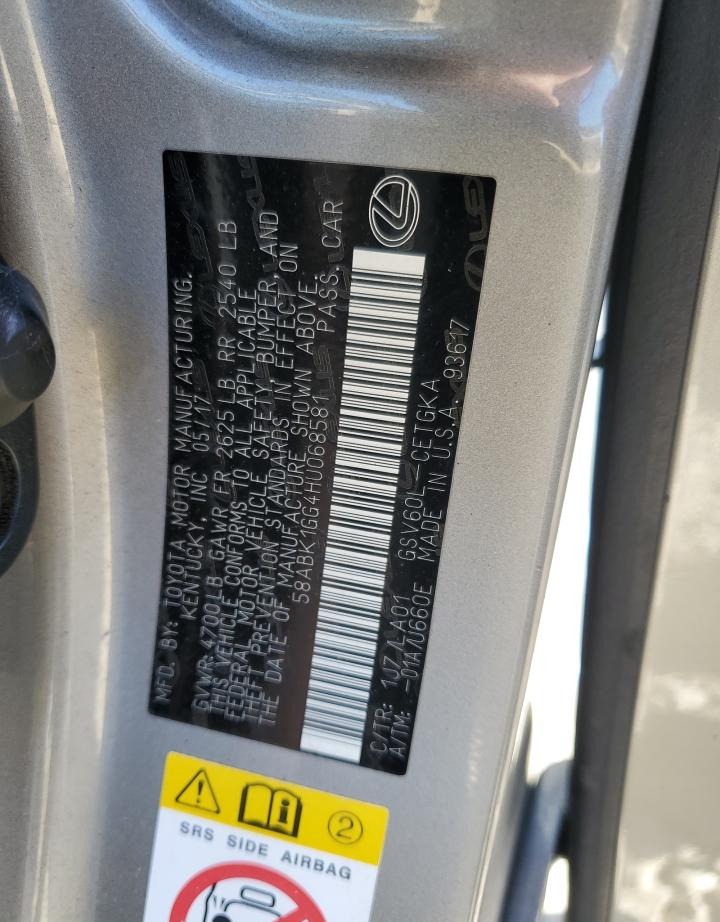 MFD. BY: TOYOTA MOTOR MANUFACTURING.
KENTUCKY, INC 05/17
GVWR 4700LB GAWR FR 2625 LB RR 2540 LB
THIS VEHICLE CONFORMS TO ALL APPLICABLE
FEDERAL MOTOR VEHICLE SAFETY, BUMPER, AND
THEFT PREVENTION STANDARDS IN EFFECT ON
THE DATE OF MANUFACTURE SHOWN ABOVE.
58ABK1GG4HU068581 PASS. CAR
C/TR: 1J7/LA01 GSV60L-CETGKA
A/TM: -01A/U660E MADE IN U.S.A. 93617
2
SRS SIDE AIRBAG